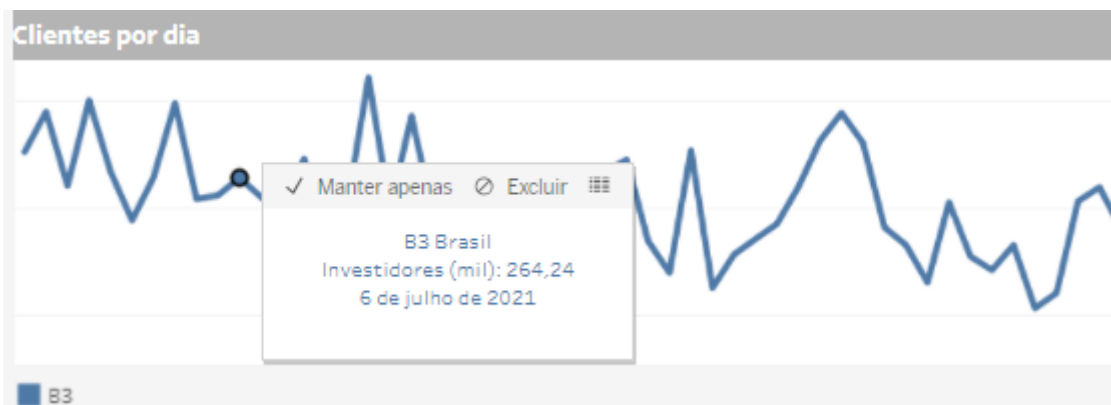 Clientes por dia
Manter apenas Excluir
B3 Brasil
Investidores (mil): 264,24
6 de julho de 2021
B3